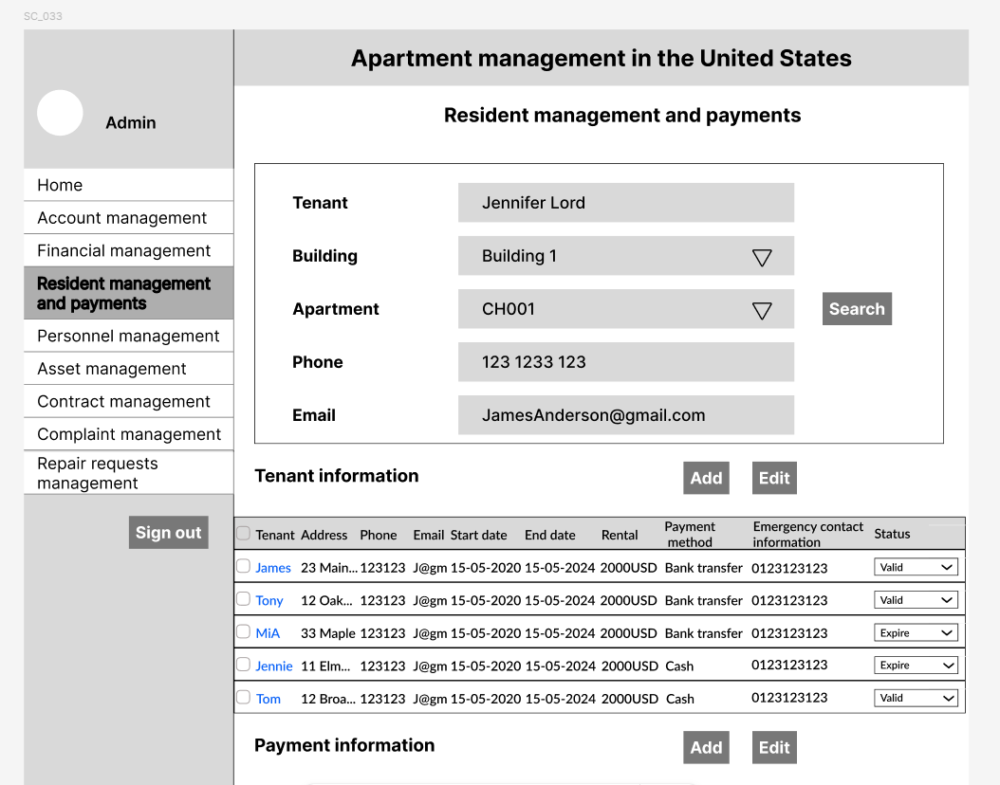 SC_033
Apartment management in the United States
Admin
Resident management and payments
Home
Account management
Financial management
Resident management
and payments
Personnel management
Asset management
Contract management
Complaint management
Repair requests
management
Sign out
Tenant Jennifer Lord
Building Building 1
Apartment CH001
Search
Phone 123 1233 123
Email JamesAnderson@gmail.com
Tenant information Add Edit
Tenant Address Phone Email Start date End date Rental Payment method Emergency contact information Status
James 23 Main... 123123 J@gm 15-05-2020 15-05-2024 2000USD Bank transfer 0123123123 Valid
Tony 12 Oak... 123123 J@gm 15-05-2020 15-05-2024 2000USD Bank transfer 0123123123 Valid
MiA 33 Maple 123123 J@gm 15-05-2020 15-05-2024 2000USD Bank transfer 0123123123 Expire
Jennie 11 Elm... 123123 J@gm 15-05-2020 15-05-2024 2000USD Cash 0123123123 Expire
Tom 12 Broa... 123123 J@gm 15-05-2020 15-05-2024 2000USD Cash 0123123123 Valid
Payment information Add Edit